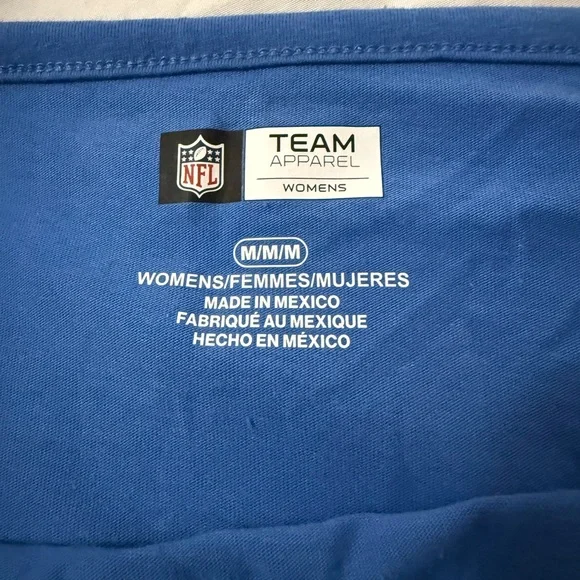 NFL
TEAM
APPAREL
WOMENS
M/M/M
WOMENS/FEMMES/MUJERES
MADE IN MEXICO
FABRIQUÉ AU MEXIQUE
HECHO EN MÉXICO